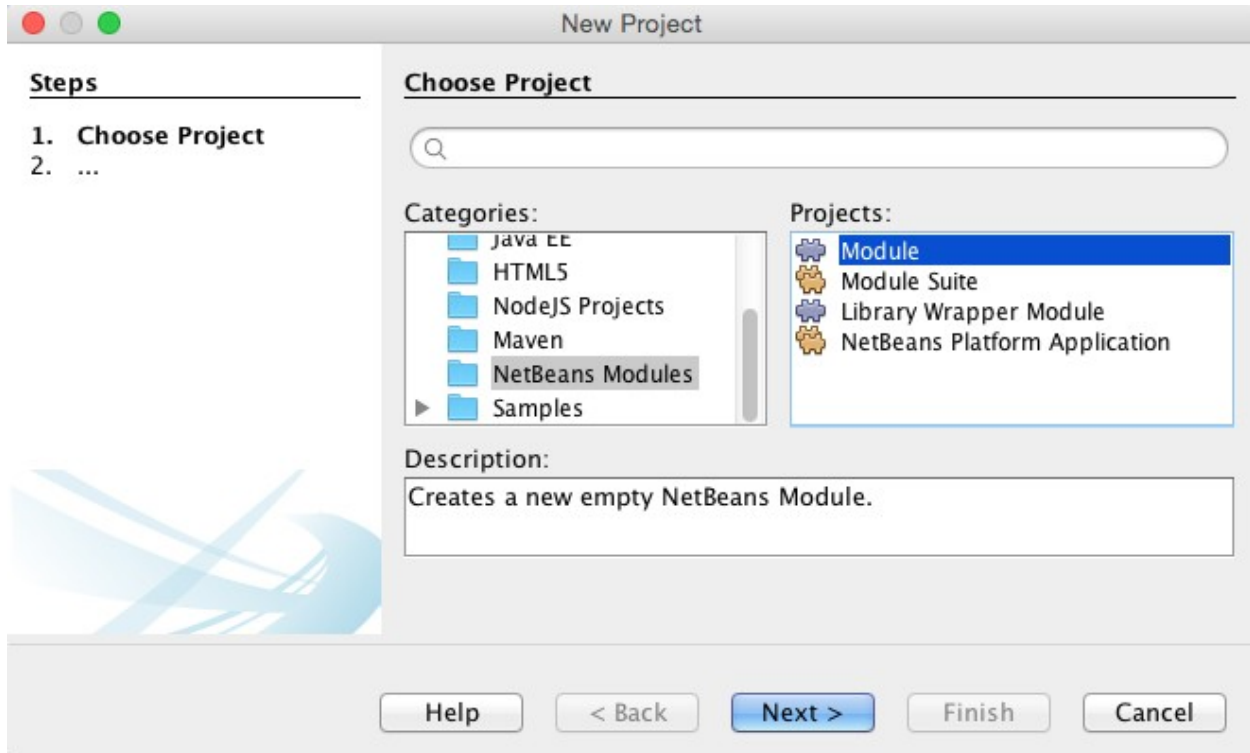 New Project
Steps
1. Choose Project
2. ...
Choose Project
Categories:
Java EE
HTML5
NodeJS Projects
Maven
NetBeans Modules
Samples
Projects:
Module
Module Suite
Library Wrapper Module
NetBeans Platform Application
Description:
Creates a new empty NetBeans Module.
Help
< Back
Next >
Finish
Cancel